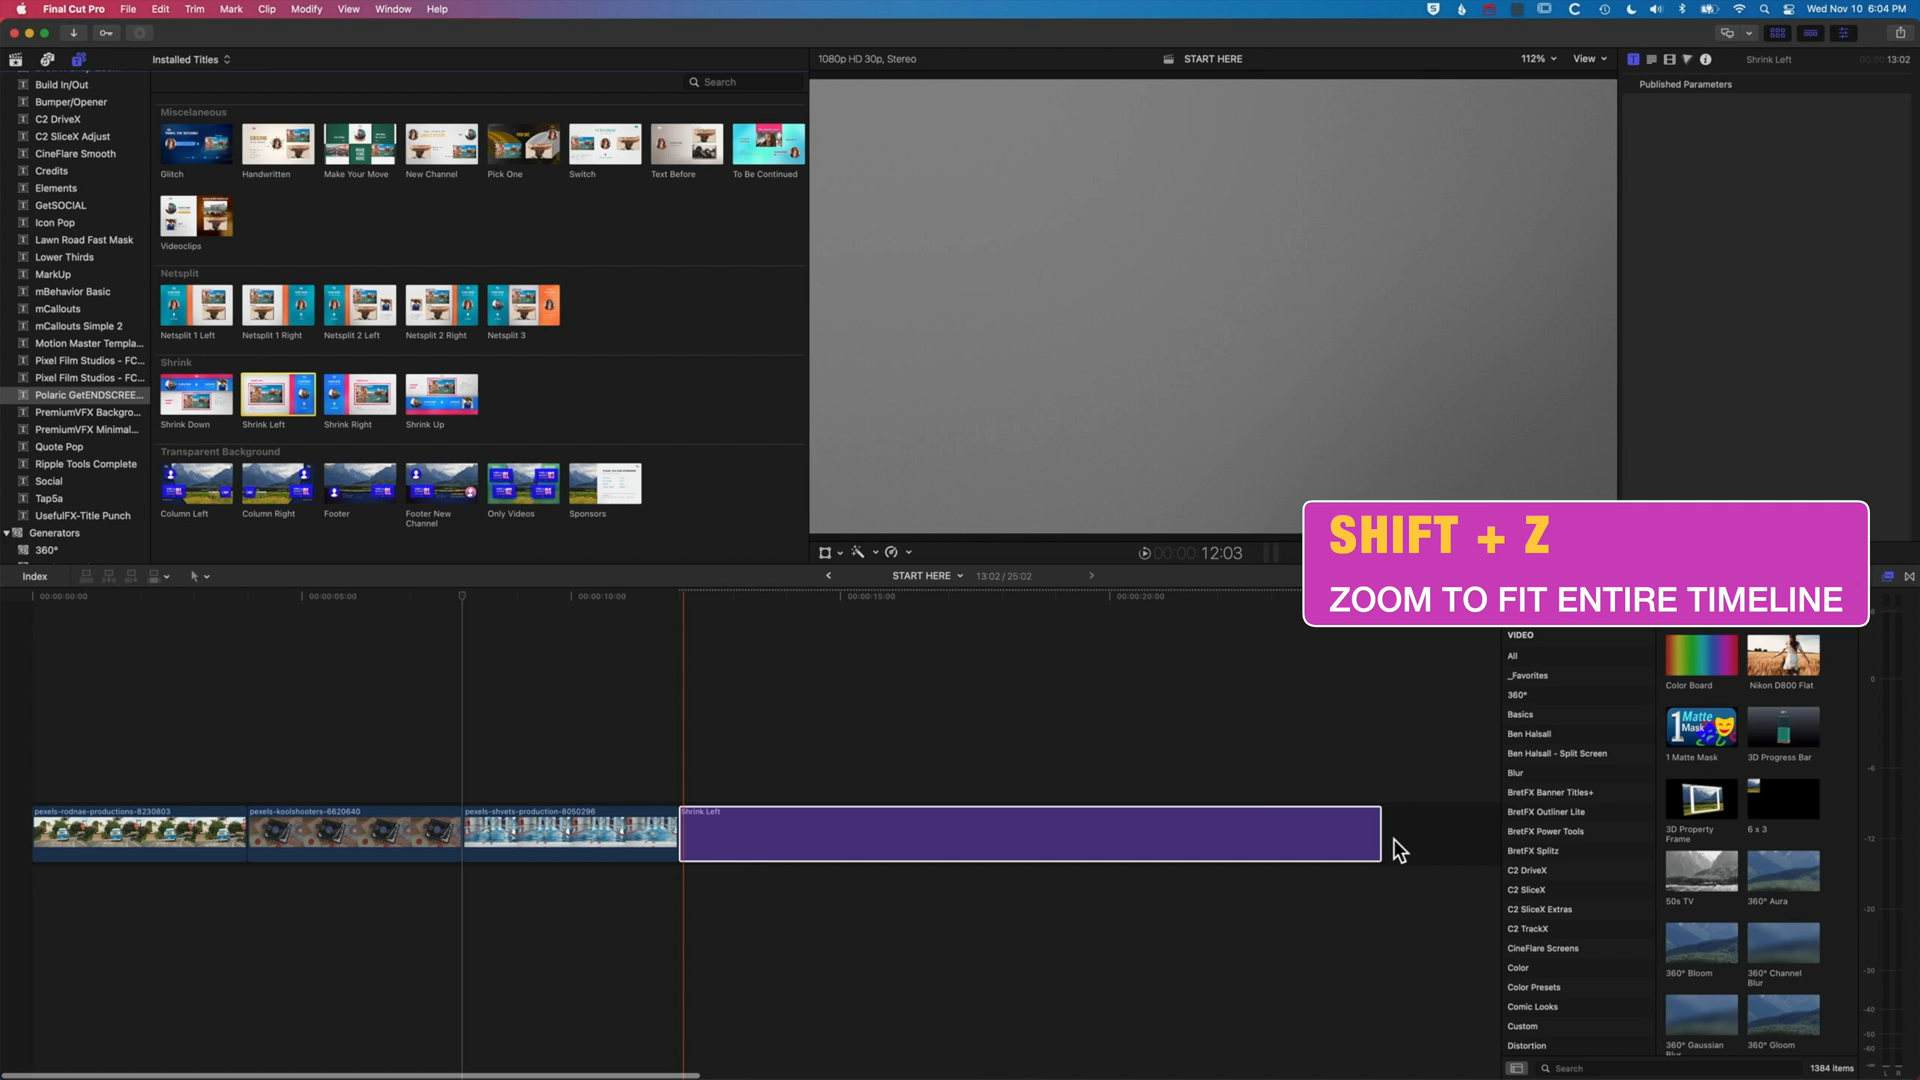 Final Cut Pro File Edit Trim Mark Clip Modify View Window Help
Wed Nov 10 6:04 PM
Installed Titles
1080p HD 30p, Stereo
START HERE
112%
View
Shrink Left
13:02
Published Parameters
Search
Build In/Out
Bumper/Opener
C2 DriveX
C2 SliceX Adjust
CineFlare Smooth
Credits
Elements
GetSOCIAL
Icon Pop
Lawn Road Fast Mask
Lower Thirds
MarkUp
mBehavior Basic
mCallouts
mCallouts Simple 2
Motion Master Templa...
Pixel Film Studios - FC...
Pixel Film Studios - FC...
Polaric GetENDSCREE...
PremiumVFX Backgro...
PremiumVFX Minimal...
Quote Pop
Ripple Tools Complete
Social
Tap5a
UsefulFX-Title Punch
Generators
360°
Miscellaneous
Glitch
Handwritten
Make Your Move
New Channel
Pick One
Switch
Text Before
To Be Continued
Videoclips
Netsplit
Netsplit 1 Left
Netsplit 1 Right
Netsplit 2 Left
Netsplit 2 Right
Netsplit 3
Shrink
Shrink Down
Shrink Left
Shrink Right
Shrink Up
Transparent Background
Column Left
Column Right
Footer
Footer New
Channel
Only Videos
Sponsors
00:00:12:03
SHIFT + Z
ZOOM TO FIT ENTIRE TIMELINE
Index
START HERE
13:02 / 25:02
00:00:00:00
00:00:05:00
00:00:10:00
00:00:15:00
00:00:20:00
pexels-rodnae-productions-8230803
pexels-koolshooters-6620640
pexels-shvets-production-8050296
Shrink Left
VIDEO
All
_Favorites
360°
Basics
Ben Halsall
Ben Halsall - Split Screen
Blur
BretFX Banner Titles+
BretFX Outliner Lite
BretFX Power Tools
BretFX Splitz
C2 DriveX
C2 SliceX
C2 SliceX Extras
C2 TrackX
CineFlare Screens
Color
Color Presets
Comic Looks
Custom
Distortion
Color Board
Nikon D800 Flat
1 Matte
Mask
1 Matte Mask
3D Progress Bar
3D Property
Frame
6 x 3
50s TV
360° Aura
360° Bloom
360° Channel
Blur
360° Gaussian
Blur
360° Gloom
0
-6
-12
-20
-30
-40
-50
-60
L R
Search
1384 items